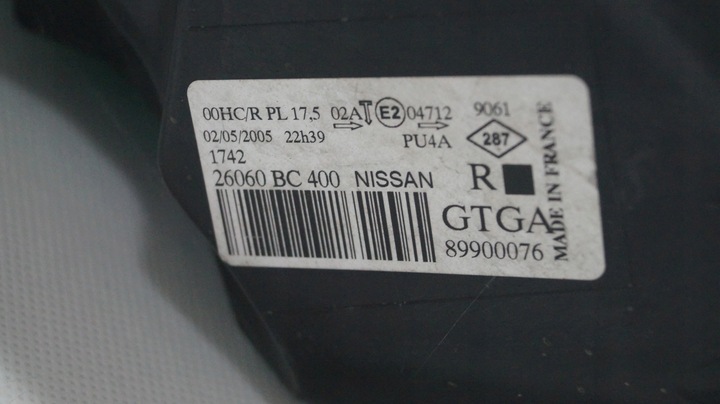 00HC/R PL 17,5 02A E2 04712 9061
02/05/2005 22h39 PU4A 287
1742
26060 BC 400 NISSAN R
GTGA
89900076
MADE IN FRANCE